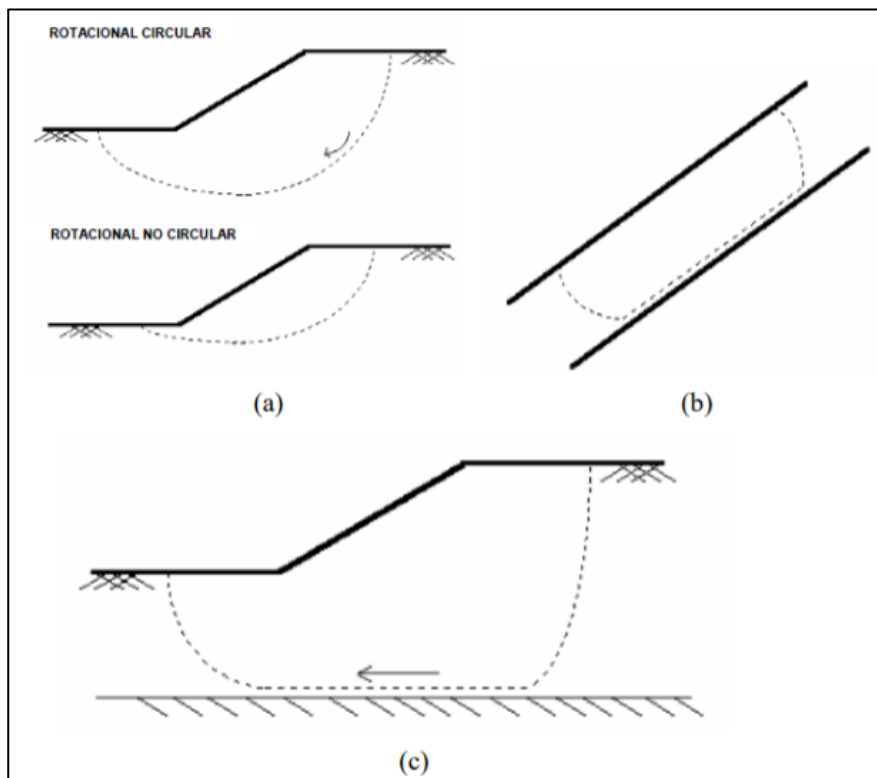 ROTACIONAL CIRCULAR
ROTACIONAL NO CIRCULAR
(a)
(b)
(c)